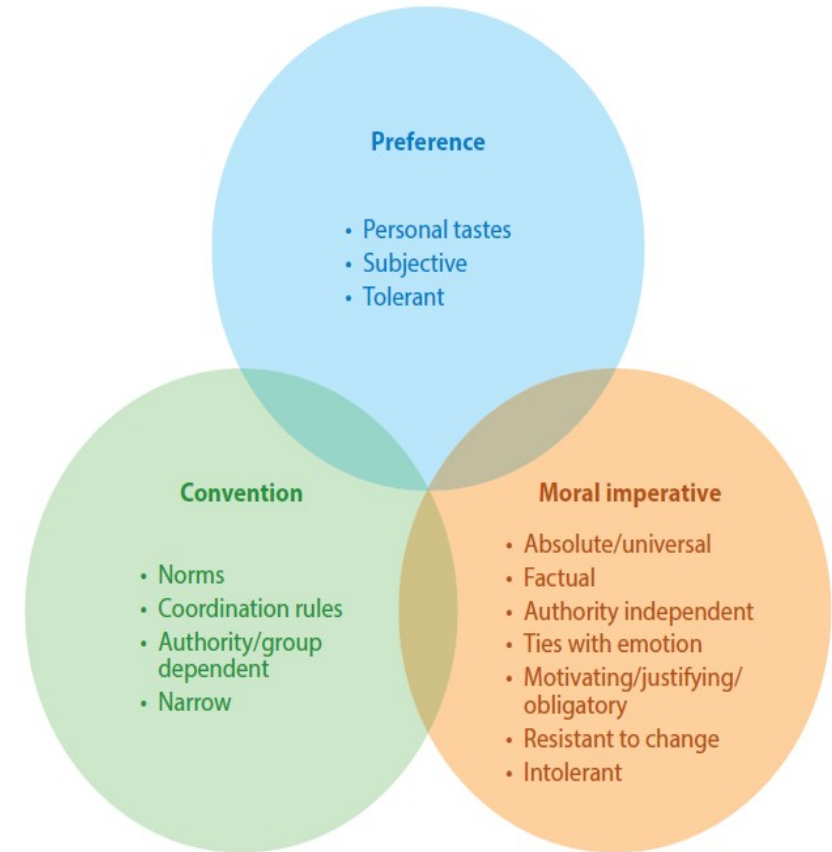 Preference
• Personal tastes
• Subjective
• Tolerant
Convention
• Norms
• Coordination rules
• Authority/group
dependent
• Narrow
Moral imperative
• Absolute/universal
• Factual
• Authority independent
• Ties with emotion
• Motivating/justifying/
obligatory
• Resistant to change
• Intolerant